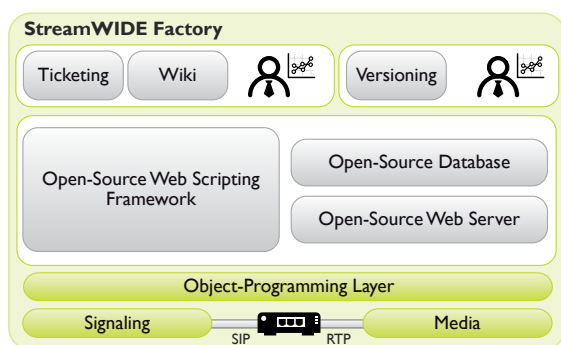 StreamWIDE Factory
Ticketing
Wiki
Versioning
Open-Source Web Scripting
Framework
Open-Source Database
Open-Source Web Server
Object-Programming Layer
Signaling
SIP
RTP
Media